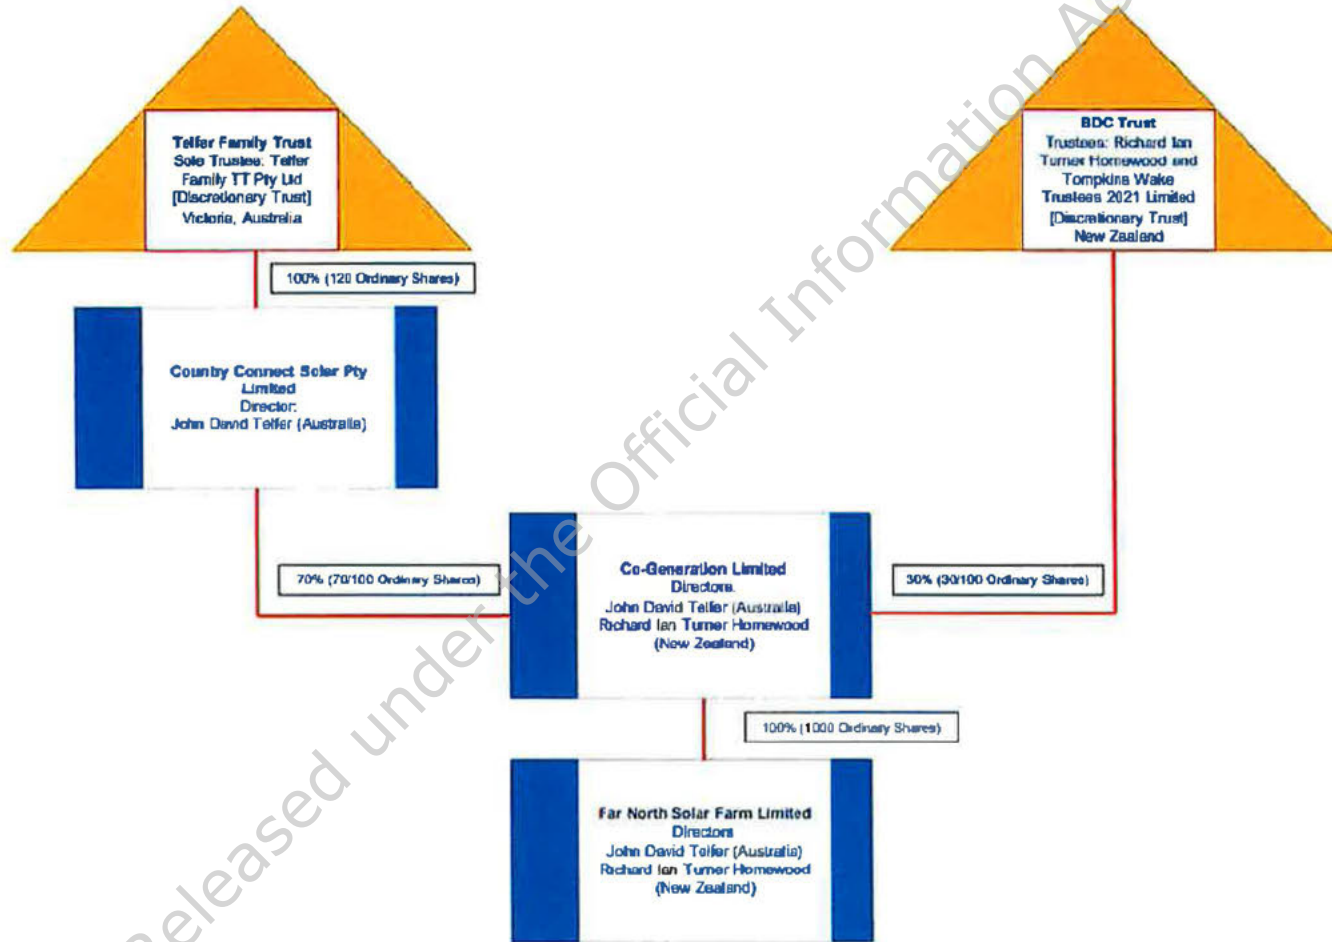 Telfer Family Trust
Sole Trustee: Telfer
Family TT Pty Ltd
[Discretionary Trust]
Victoria, Australia
BDC Trust
Trustees: Richard Ian
Turner Homewood and
Tompkins Wake
Trustees 2021 Limited
[Discretionary Trust]
New Zealand
100% (120 Ordinary Shares)
Country Connect Solar Pty
Limited
Director:
John David Telfer (Australia)
70% (70/100 Ordinary Shares)
Co-Generation Limited
Directors
John David Telfer (Australia)
Richard Ian Turner Homewood
(New Zealand)
30% (30/100 Ordinary Shares)
100% (1000 Ordinary Shares)
Far North Solar Farm Limited
Directors
John David Telfer (Australia)
Richard Ian Turner Homewood
(New Zealand)
Released under the Official Information